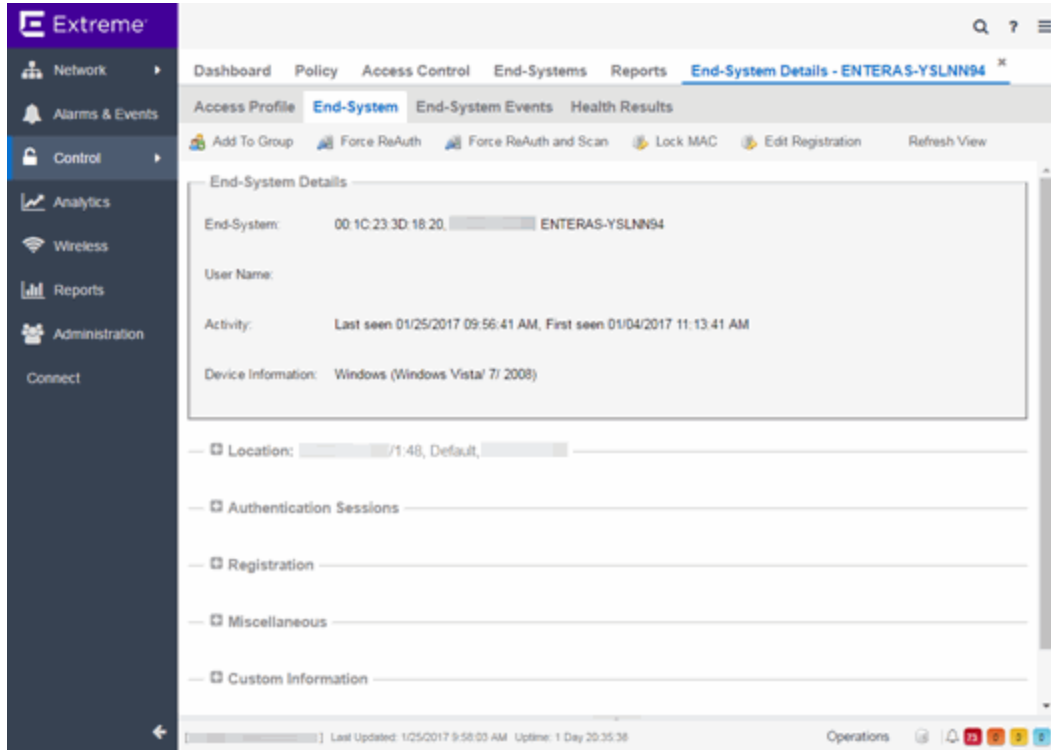 Extreme
?
Network
Alarms & Events
Control
Analytics
Wireless
Reports
Administration
Connect
Dashboard Policy Access Control End-Systems Reports End-System Details - ENTERAS-YSLNN94 ×
Access Profile End-System End-System Events Health Results
Add To Group Force ReAuth Force ReAuth and Scan Lock MAC Edit Registration Refresh View
End-System Details
End-System: 00:1C:23:3D:18:20, ENTERAS-YSLNN94
User Name:
Activity: Last seen 01/25/2017 09:56:41 AM, First seen 01/04/2017 11:13:41 AM
Device Information: Windows (Windows Vista/ 7/ 2008)
Location: /1:48, Default,
Authentication Sessions
Registration
Miscellaneous
Custom Information
[ ] Last Updated: 1/25/2017 9:58:03 AM Uptime: 1 Day 20:35:38 Operations 73 0